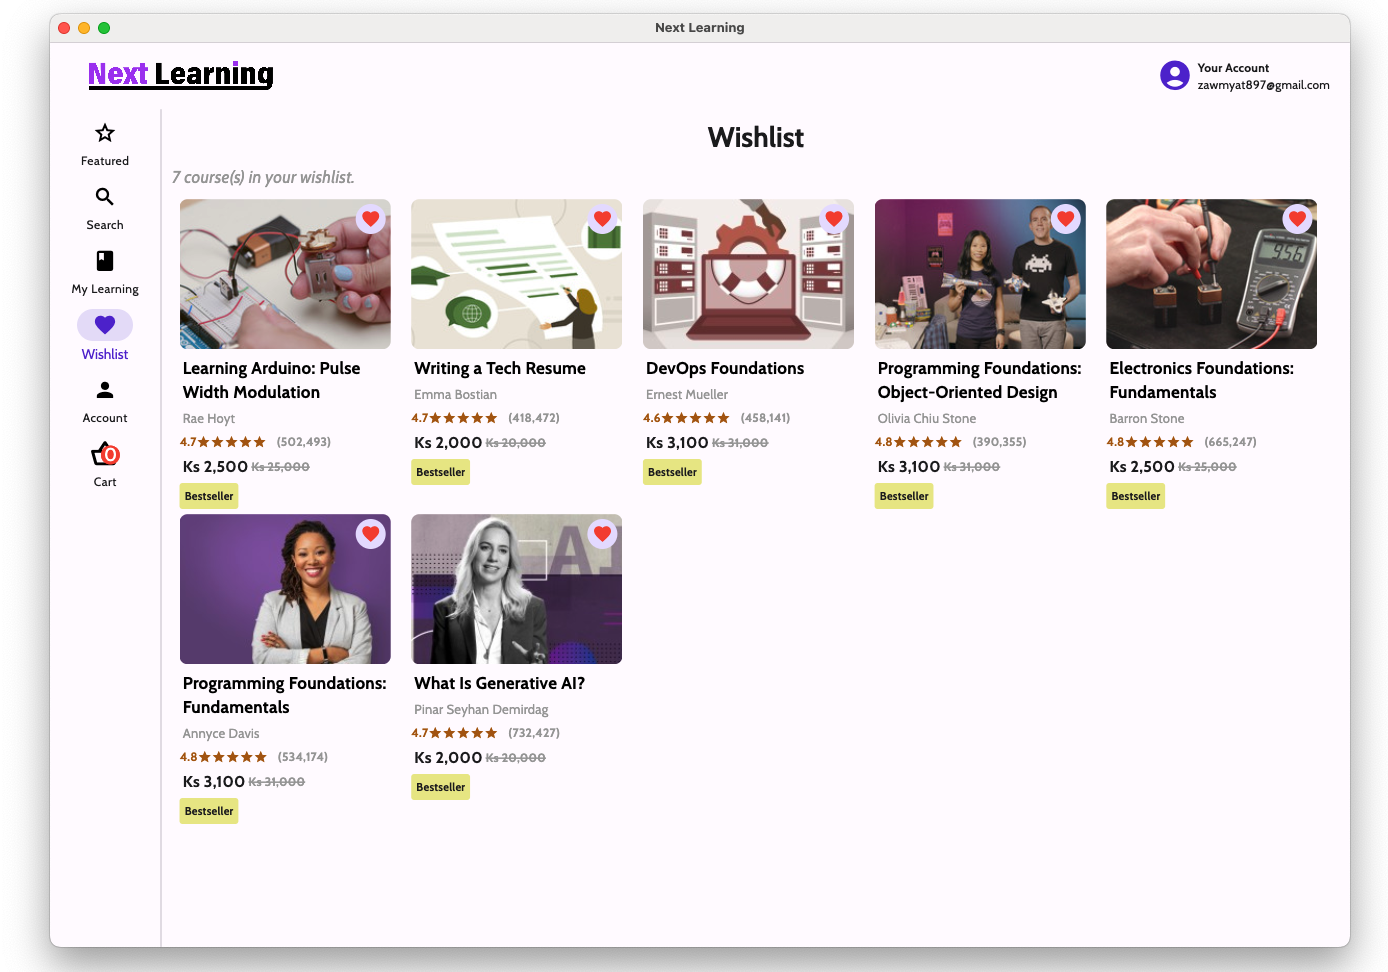 Next Learning
Next Learning
Your Account
zawmyat897@gmail.com
Featured
Search
My Learning
Wishlist
Account
0
Cart
Wishlist
7 course(s) in your wishlist.
Learning Arduino: Pulse
Width Modulation
Rae Hoyt
4.7 (502,493)
Ks 2,500 Ks 25,000
Bestseller
Writing a Tech Resume
Emma Bostian
4.7 (418,472)
Ks 2,000 Ks 20,000
Bestseller
DevOps Foundations
Ernest Mueller
4.6 (458,141)
Ks 3,100 Ks 31,000
Bestseller
Programming Foundations:
Object-Oriented Design
Olivia Chiu Stone
4.8 (390,355)
Ks 3,100 Ks 31,000
Bestseller
956
Electronics Foundations:
Fundamentals
Barron Stone
4.8 (665,247)
Ks 2,500 Ks 25,000
Bestseller
Programming Foundations:
Fundamentals
Annyce Davis
4.8 (534,174)
Ks 3,100 Ks 31,000
Bestseller
What Is Generative AI?
Pinar Seyhan Demirdag
4.7 (732,427)
Ks 2,000 Ks 20,000
Bestseller